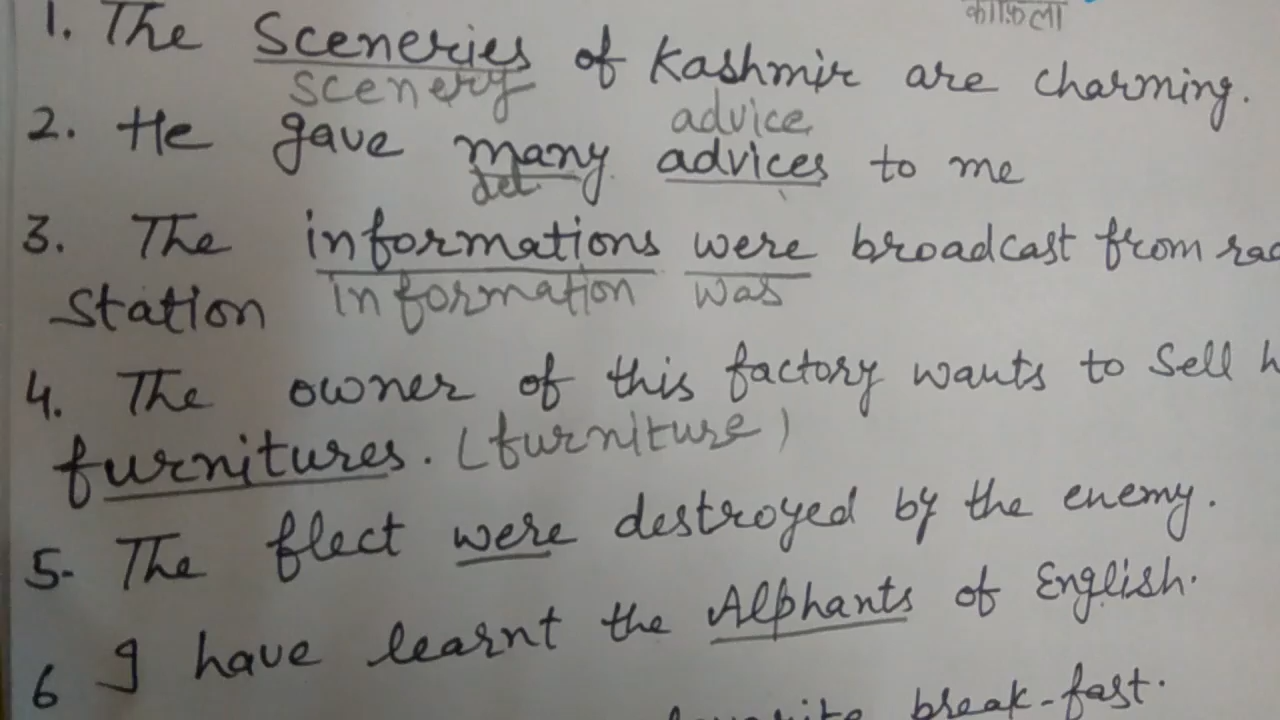 काफिला
1. The Sceneries of Kashmir are charming.
scenery
advice
2. He gave many advices to me
del
3. The informations were broadcast from
Station information was
4. The owner of this factory wants to Sell
furnitures. (furniture)
5- The flect were destroyed by the enemy.
6 I have learnt the Alphants of English.
break-fast.